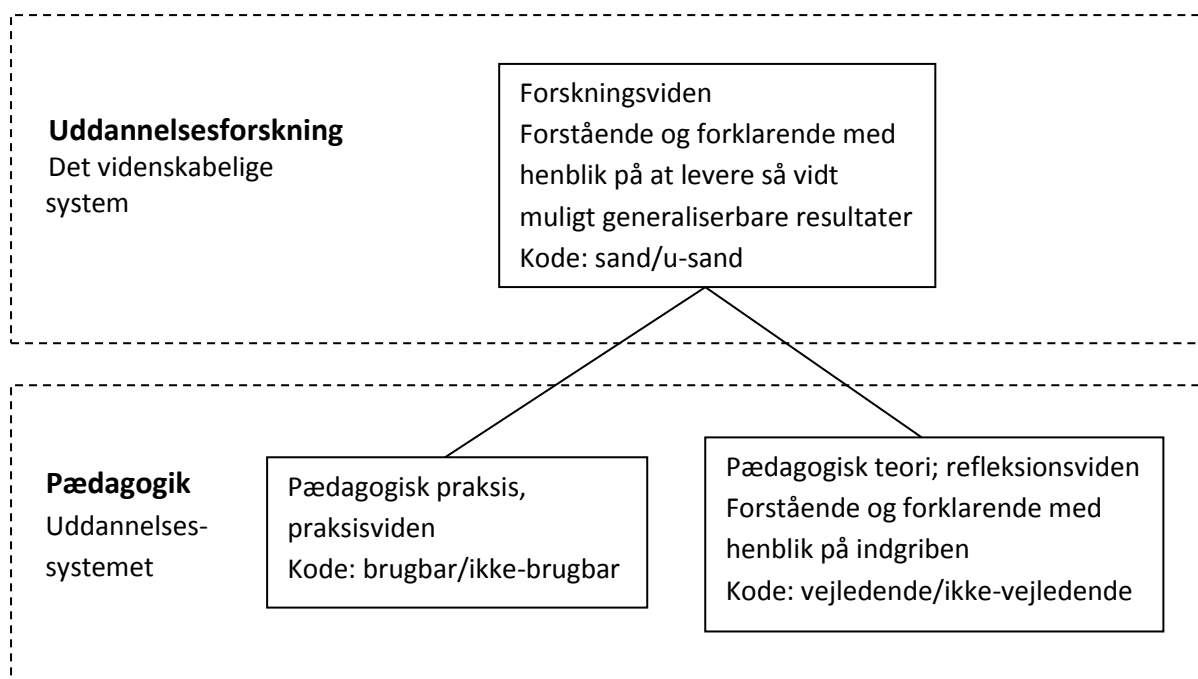 Uddannelsesforskning
Det videnskabelige
system
Forskningsviden
Forstående og forklarende med
henblik på at levere så vidt
muligt generaliserbare resultater
Kode: sand/u-sand
Pædagogik
Uddannelses-
systemet
Pædagogisk praksis,
praksisviden
Kode: brugbar/ikke-brugbar
Pædagogisk teori; refleksionsviden
Forstående og forklarende med
henblik på indgriben
Kode: vejledende/ikke-vejledende